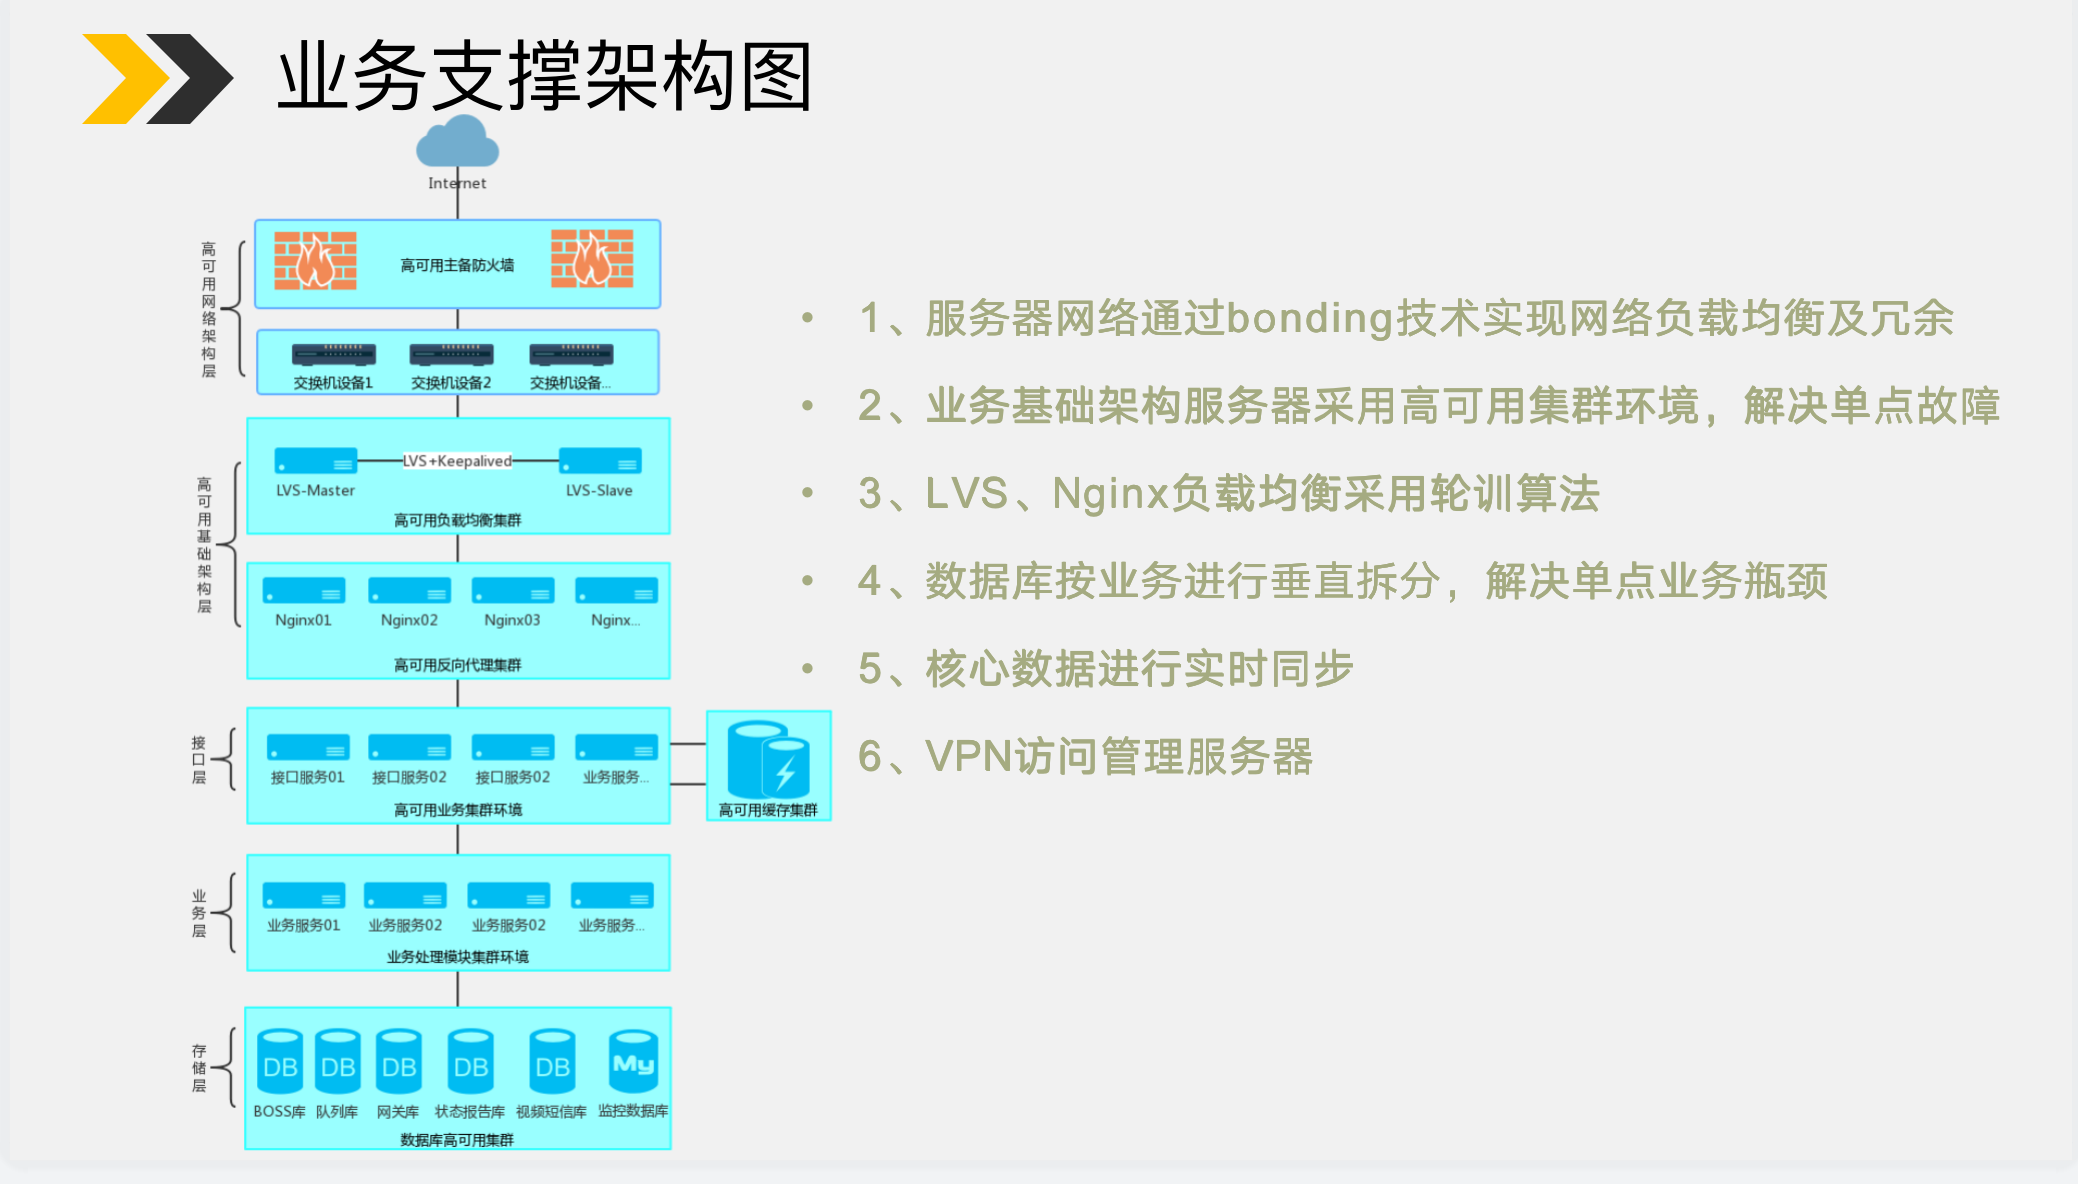 业务支撑架构图
Internet
高可用网络架构层
高可用主备防火墙
交换机设备1
交换机设备2
交换机设备...
高可用基础架构层
LVS+Keepalived
LVS-Master
LVS-Slave
高可用负载均衡集群
Nginx01
Nginx02
Nginx03
Nginx...
高可用反向代理集群
接口层
接口服务01
接口服务02
接口服务02
业务服务...
高可用业务集群环境
高可用缓存集群
业务层
业务服务01
业务服务02
业务服务02
业务服务...
业务处理模块集群环境
存储层
DB
DB
DB
DB
DB
My
BOSS库
队列库
网关库
状态报告库
视频短信库
监控数据库
数据库高可用集群
• 1、服务器网络通过bonding技术实现网络负载均衡及冗余
• 2、业务基础架构服务器采用高可用集群环境，解决单点故障
• 3、LVS、Nginx负载均衡采用轮训算法
• 4、数据库按业务进行垂直拆分，解决单点业务瓶颈
• 5、核心数据进行实时同步
6、VPN访问管理服务器